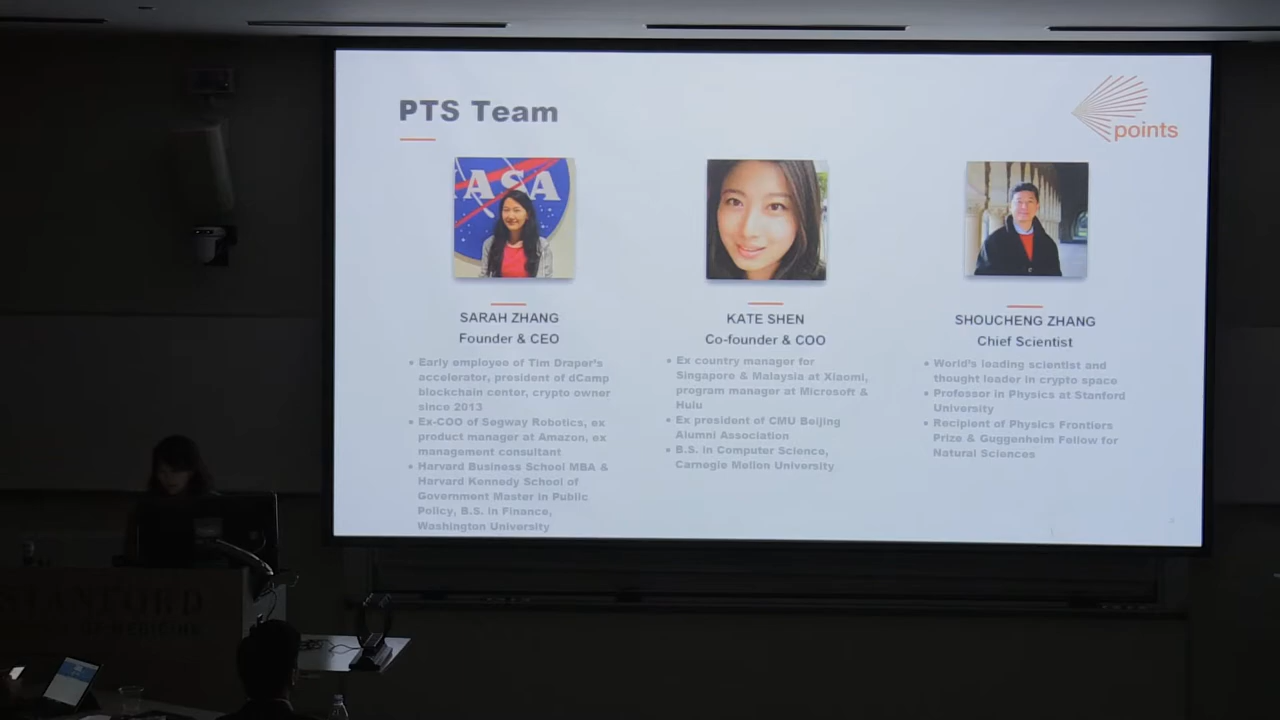 PTS Team
points
ASA
SARAH ZHANG
Founder & CEO
• Early employee of Tim Draper's
accelerator, president of dCamp
blockchain center, crypto owner
since 2013
• Ex-COO of Segway Robotics, ex
product manager at Amazon, ex
management consultant
• Harvard Business School MBA &
Harvard Kennedy School of
Government Master in Public
Policy, B.S. in Finance,
Washington University
KATE SHEN
Co-founder & COO
• Ex country manager for
Singapore & Malaysia at Xiaomi,
program manager at Microsoft &
Hulu
• Ex president of CMU Beijing
Alumni Association
• B.S. in Computer Science,
Carnegie Mellon University
SHOUCHENG ZHANG
Chief Scientist
• World's leading scientist and
thought leader in crypto space
• Professor in Physics at Stanford
University
• Recipient of Physics Frontiers
Prize & Guggenheim Fellow for
Natural Sciences
STANFORD
MEDICINE